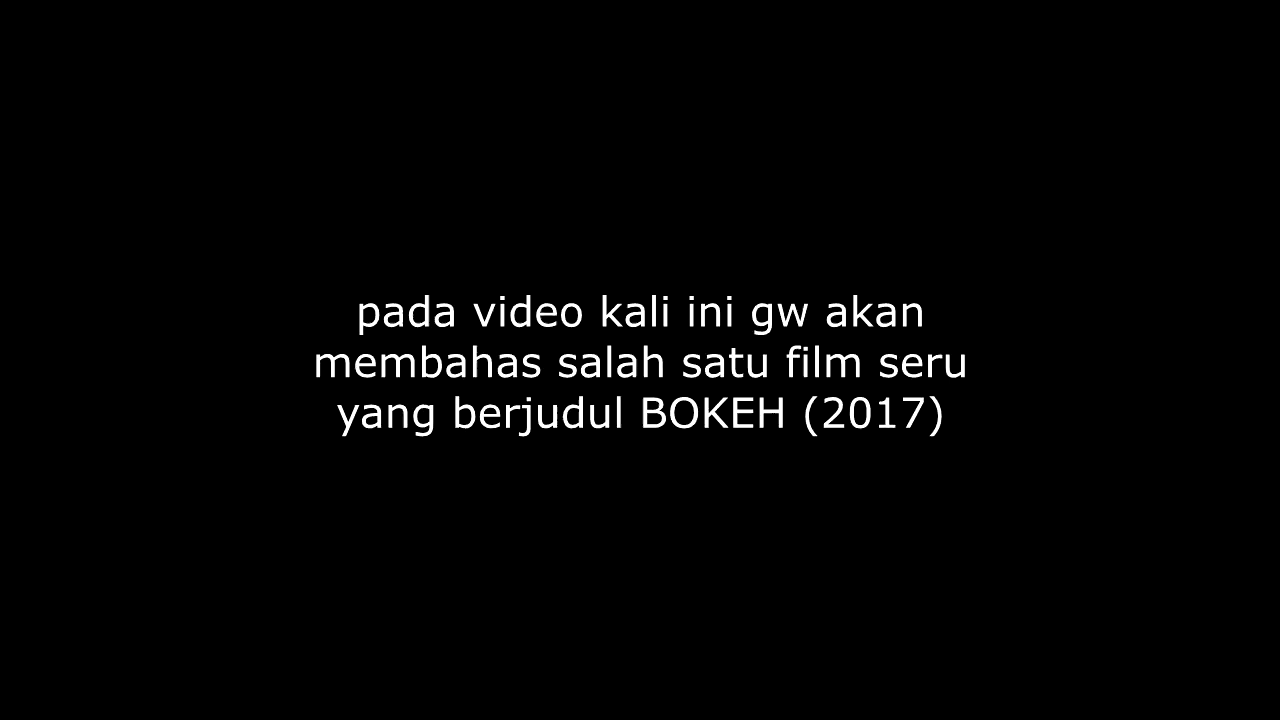 pada video kali ini gw akan
membahas salah satu film seru
yang berjudul BOKEH (2017)